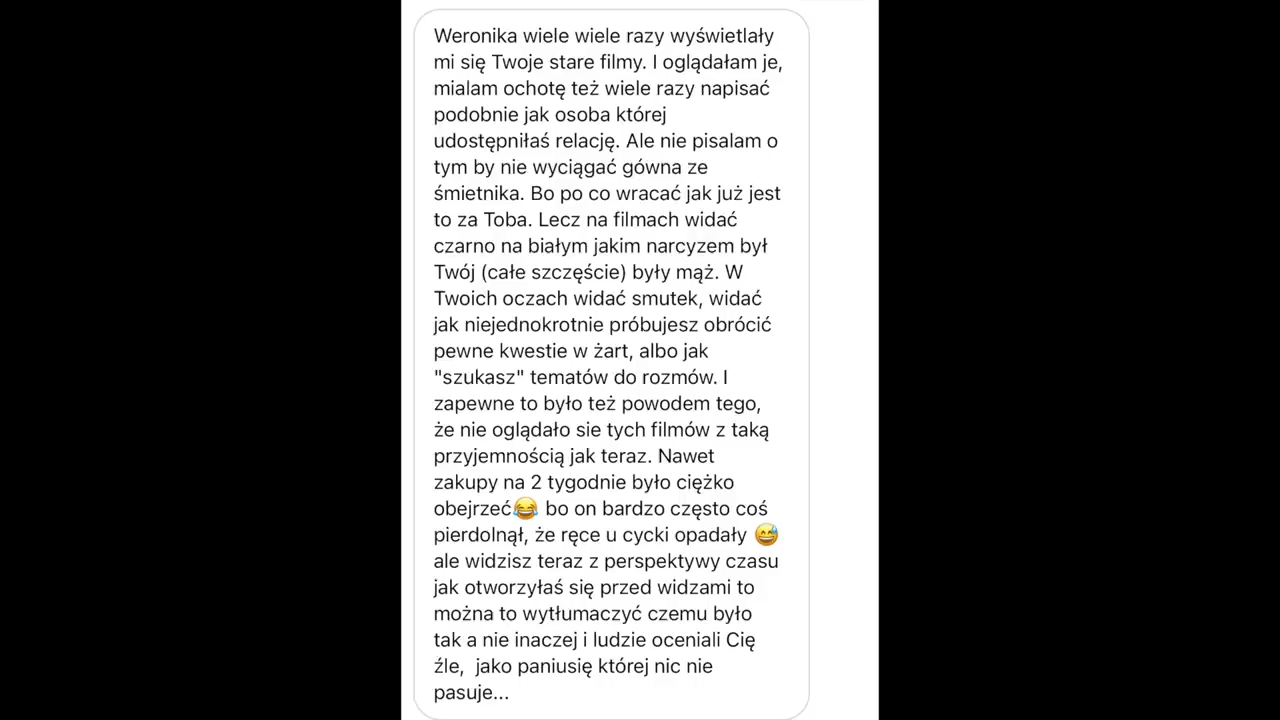 Weronika wiele wiele razy wyświetlały
mi się Twoje stare filmy. I oglądałam je,
mialam ochotę też wiele razy napisać
podobnie jak osoba której
udostępniłaś relację. Ale nie pisalam o
tym by nie wyciągać gówna ze
śmietnika. Bo po co wracać jak już jest
to za Toba. Lecz na filmach widać
czarno na białym jakim narcyzem był
Twój (całe szczęście) były mąż. W
Twoich oczach widać smutek, widać
jak niejednokrotnie próbujesz obrócić
pewne kwestie w żart, albo jak
"szukasz" tematów do rozmów. I
zapewne to było też powodem tego,
że nie oglądało sie tych filmów z taką
przyjemnością jak teraz. Nawet
zakupy na 2 tygodnie było ciężko
obejrzeć😂 bo on bardzo często coś
pierdolnął, że ręce u cycki opadały 😅
ale widzisz teraz z perspektywy czasu
jak otworzyłaś się przed widzami to
można to wytłumaczyć czemu było
tak a nie inaczej i ludzie oceniali Cię
źle,  jako paniusię której nic nie
pasuje...